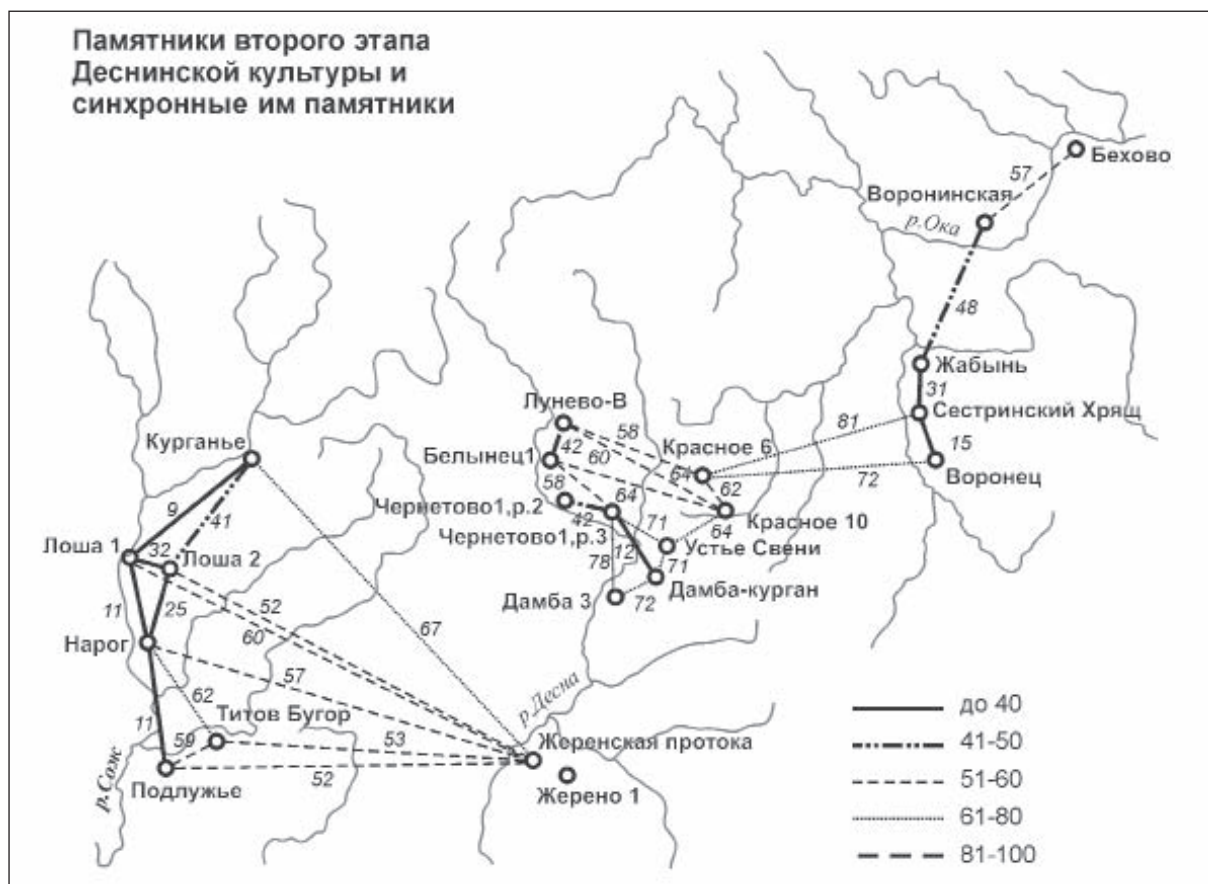 Памятники второго этапа
Деснинской культуры и
синхронные им памятники
Бехово
57
Воронинская
р.Ока
48
Жабынь
31
Сестринский Хрящ
15
Воронец
81
72
Лунево-В
58
42
60
Красное 6
Белынец1
64
62
58
Чернетово1,р.2
64
42
71
64
Красное 10
Чернетово1,р.3
Устье Свени
78
12
71
Дамба-курган
Дамба 3
72
Курганье
9
41
Лоша 1
32
Лоша 2
11
25
52
60
67
Нарог
57
62
р.Десна
11
Титов Бугор
59
53
Жеренская протока
р.Сож
Подлужье
52
Жерено 1
до 40
41-50
51-60
61-80
81-100